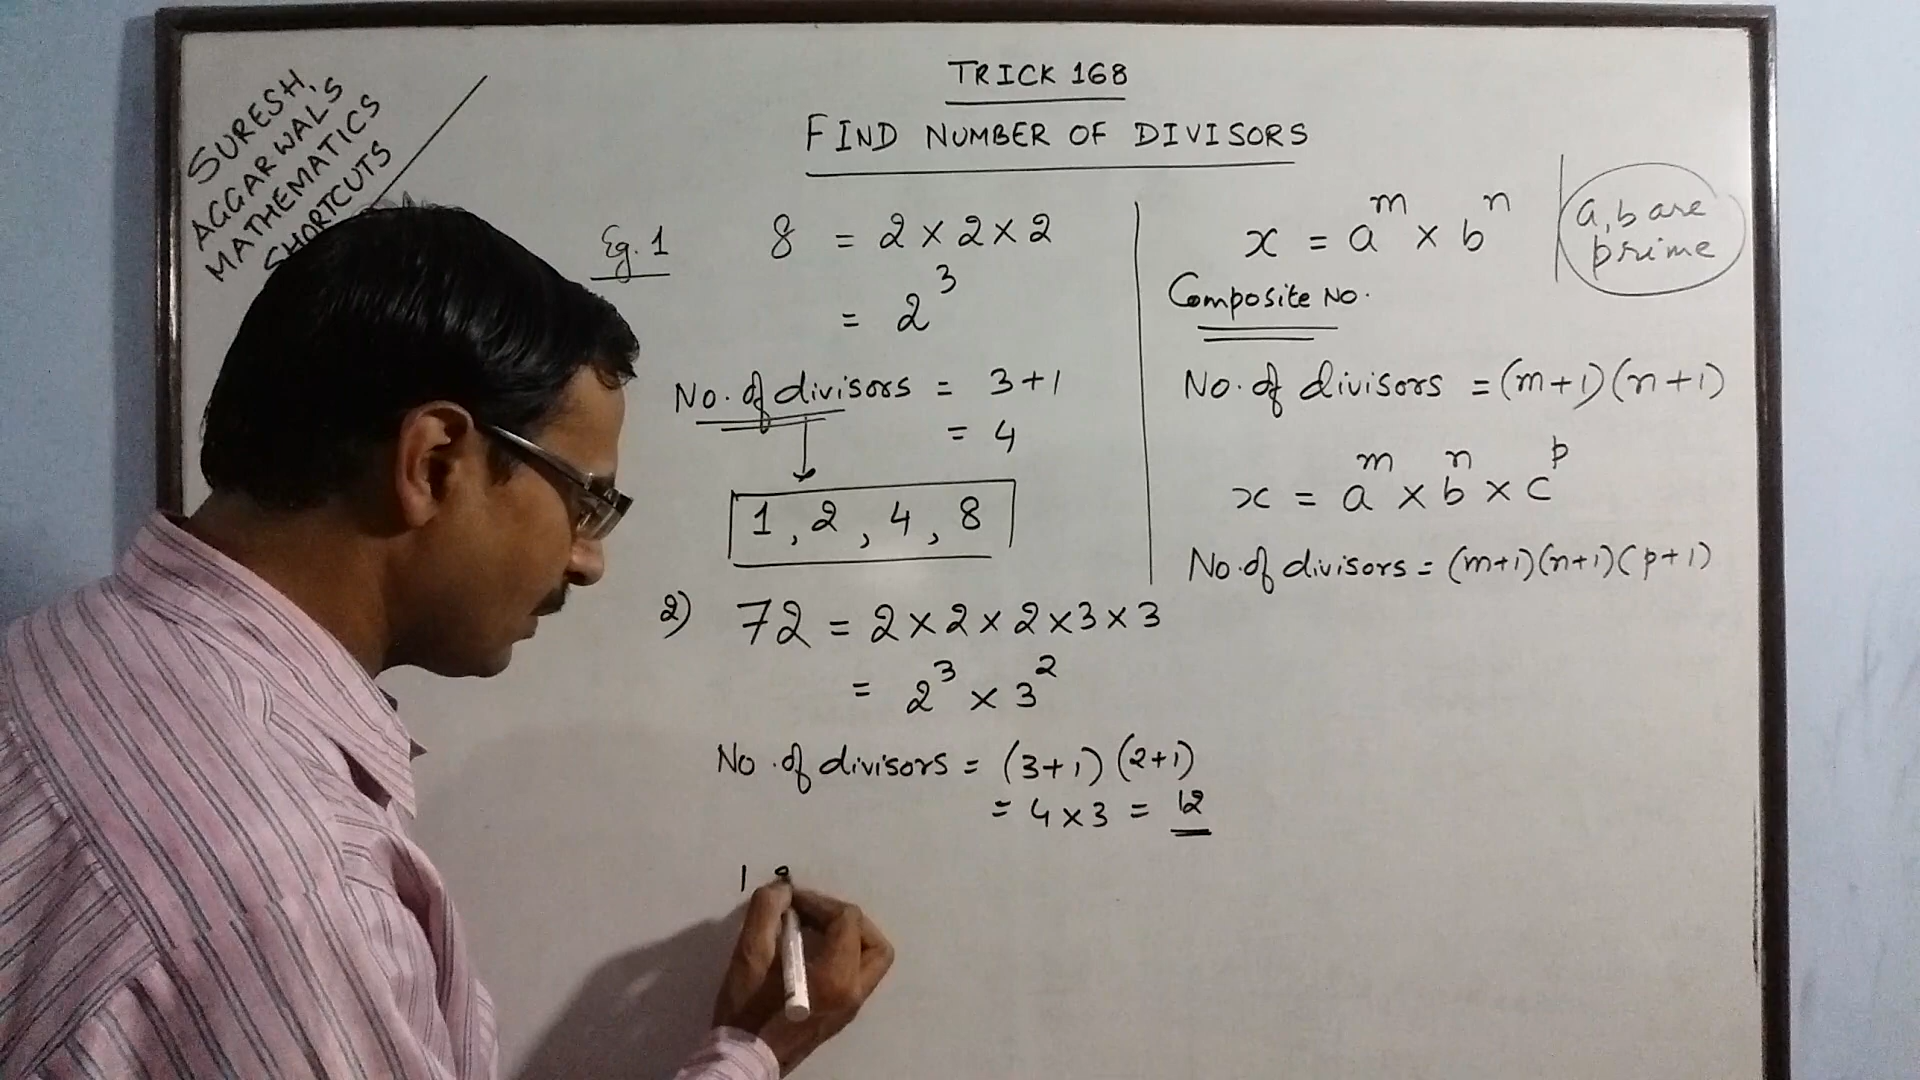 SURESH
AGGARWAL'S
MATHEMATICS
SHORTCUTS
TRICK 168
FIND NUMBER OF DIVISORS
Eg. 1 8 = 2 × 2 × 2
= 2³
No. of divisors = 3+1
= 4
1, 2, 4, 8
2) 72 = 2 × 2 × 2 × 3 × 3
= 2³ × 3²
No. of divisors = (3+1) (2+1)
= 4 × 3 = 12
1
x = aᵐ × bⁿ
a, b are
prime
Composite No.
No. of divisors = (m+1)(n+1)
x = aᵐ × bⁿ × cᵖ
No. of divisors = (m+1)(n+1)(p+1)